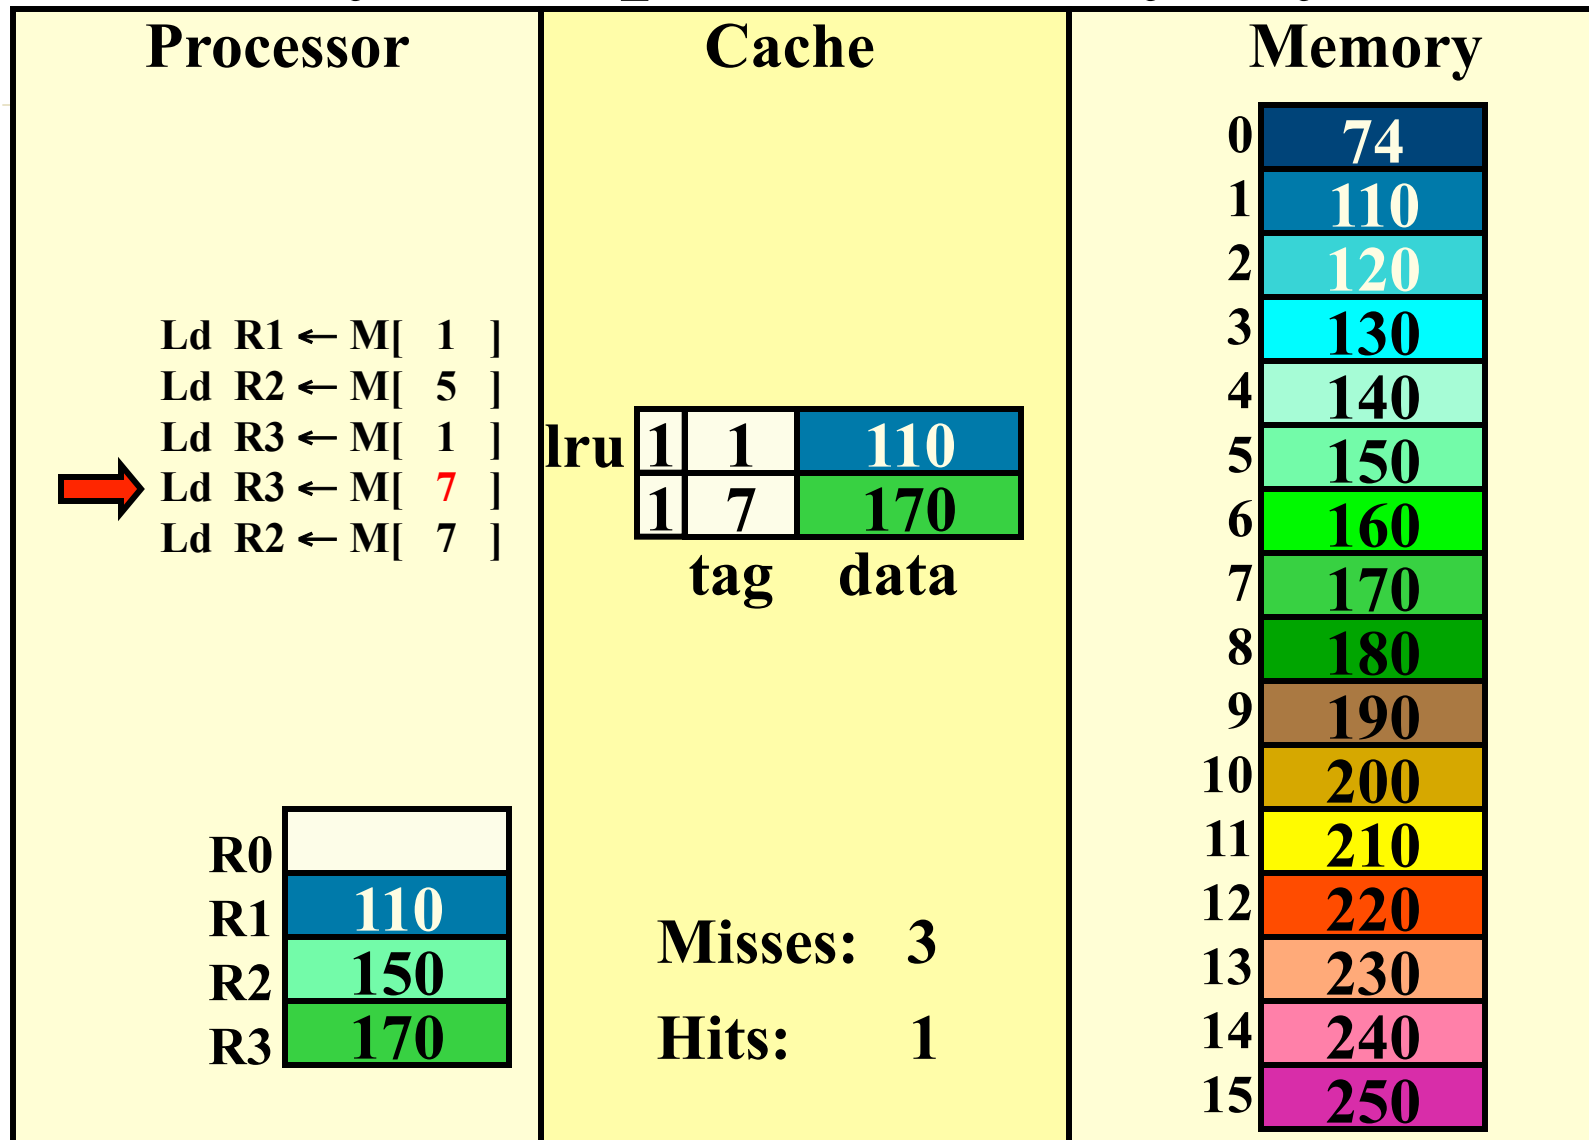 Processor
Cache
Memory
Ld R1 ← M[ 1 ]
Ld R2 ← M[ 5 ]
Ld R3 ← M[ 1 ]
Ld R3 ← M[ 7 ]
Ld R2 ← M[ 7 ]
R0
R1 110
R2 150
R3 170
lru 1 1 110
1 7 170
tag data
Misses: 3
Hits: 1
0 74
1 110
2 120
3 130
4 140
5 150
6 160
7 170
8 180
9 190
10 200
11 210
12 220
13 230
14 240
15 250